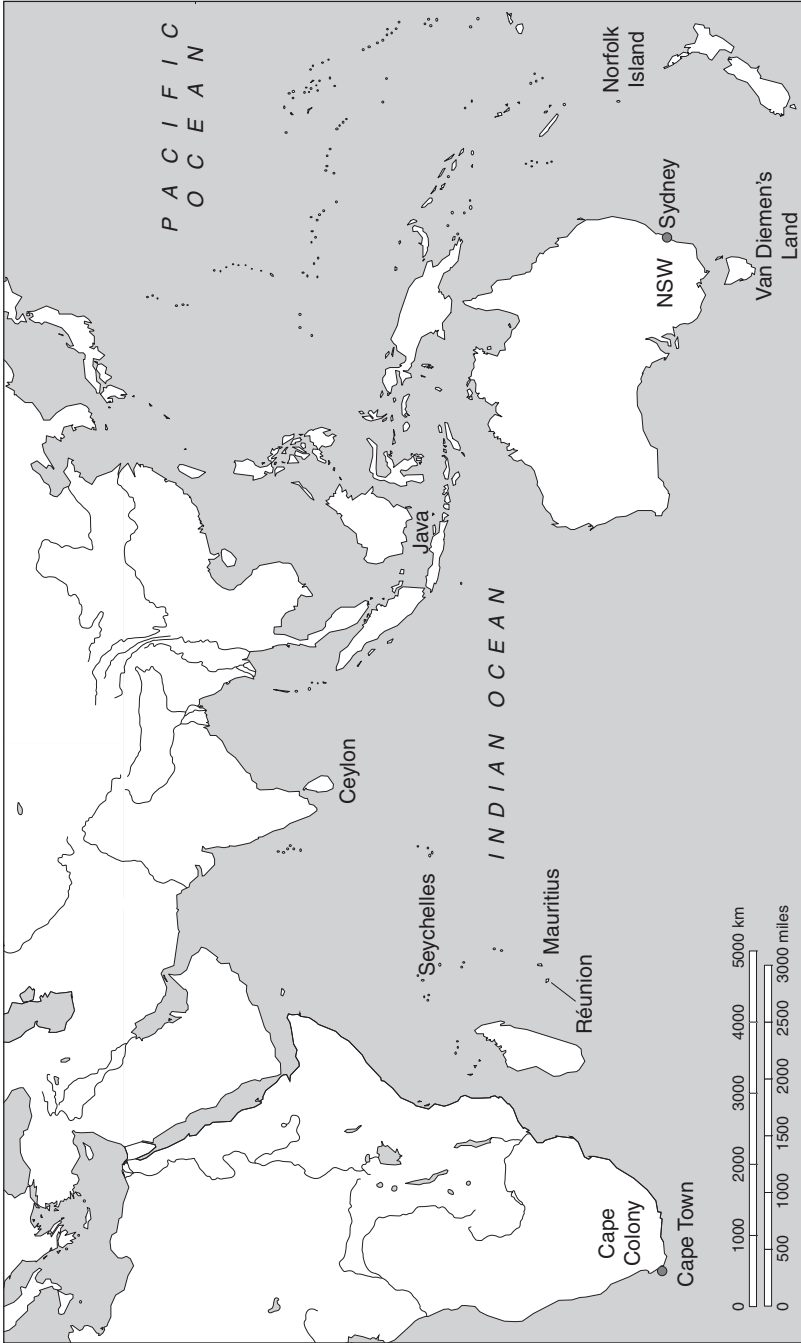 PACIFIC
OCEAN
Norfolk
Island
Sydney
NSW
Van Diemen's
Land
Java
INDIAN OCEAN
Ceylon
Seychelles
Mauritius
Réunion
Cape
Colony
Cape Town
0 1000 2000 3000 4000 5000 km
0 500 1000 1500 2000 2500 3000 miles